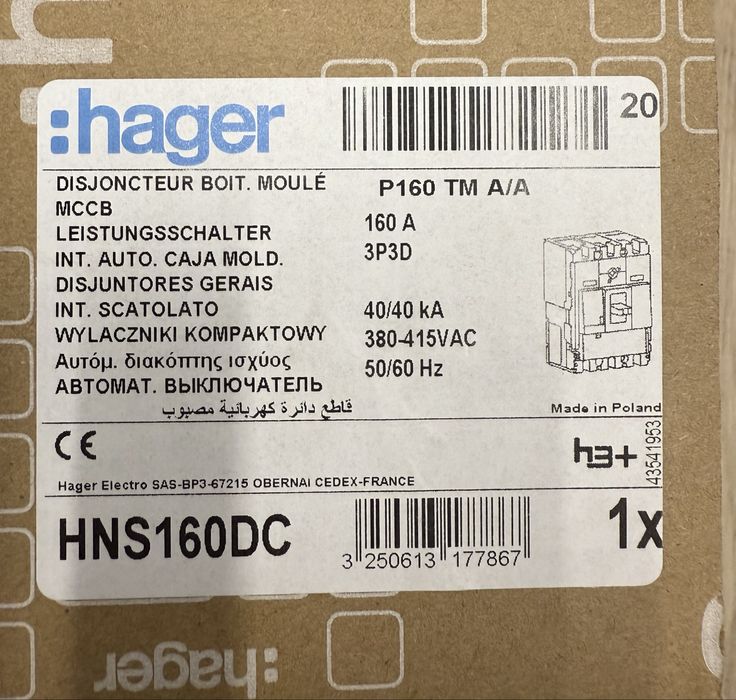 :hager
20
DISJONCTEUR BOIT. MOULÉ
MCCB
LEISTUNGSSCHALTER
INT. AUTO. CAJA MOLD.
DISJUNTORES GERAIS
INT. SCATOLATO
WYLACZNIKI KOMPAKTOWY
Αυτόμ. διακόπτης ισχύος
АВТОМАТ. ВЫКЛЮЧАТЕЛЬ
قاطع دائرة كهربائية مصبوب
P160 TM A/A
160 A
3P3D
40/40 kA
380-415VAC
50/60 Hz
Made in Poland
CE
h3+
43541953
Hager Electro SAS-BP3-67215 OBERNAI CEDEX-FRANCE
HNS160DC
3 250613 177867
1x
:hager